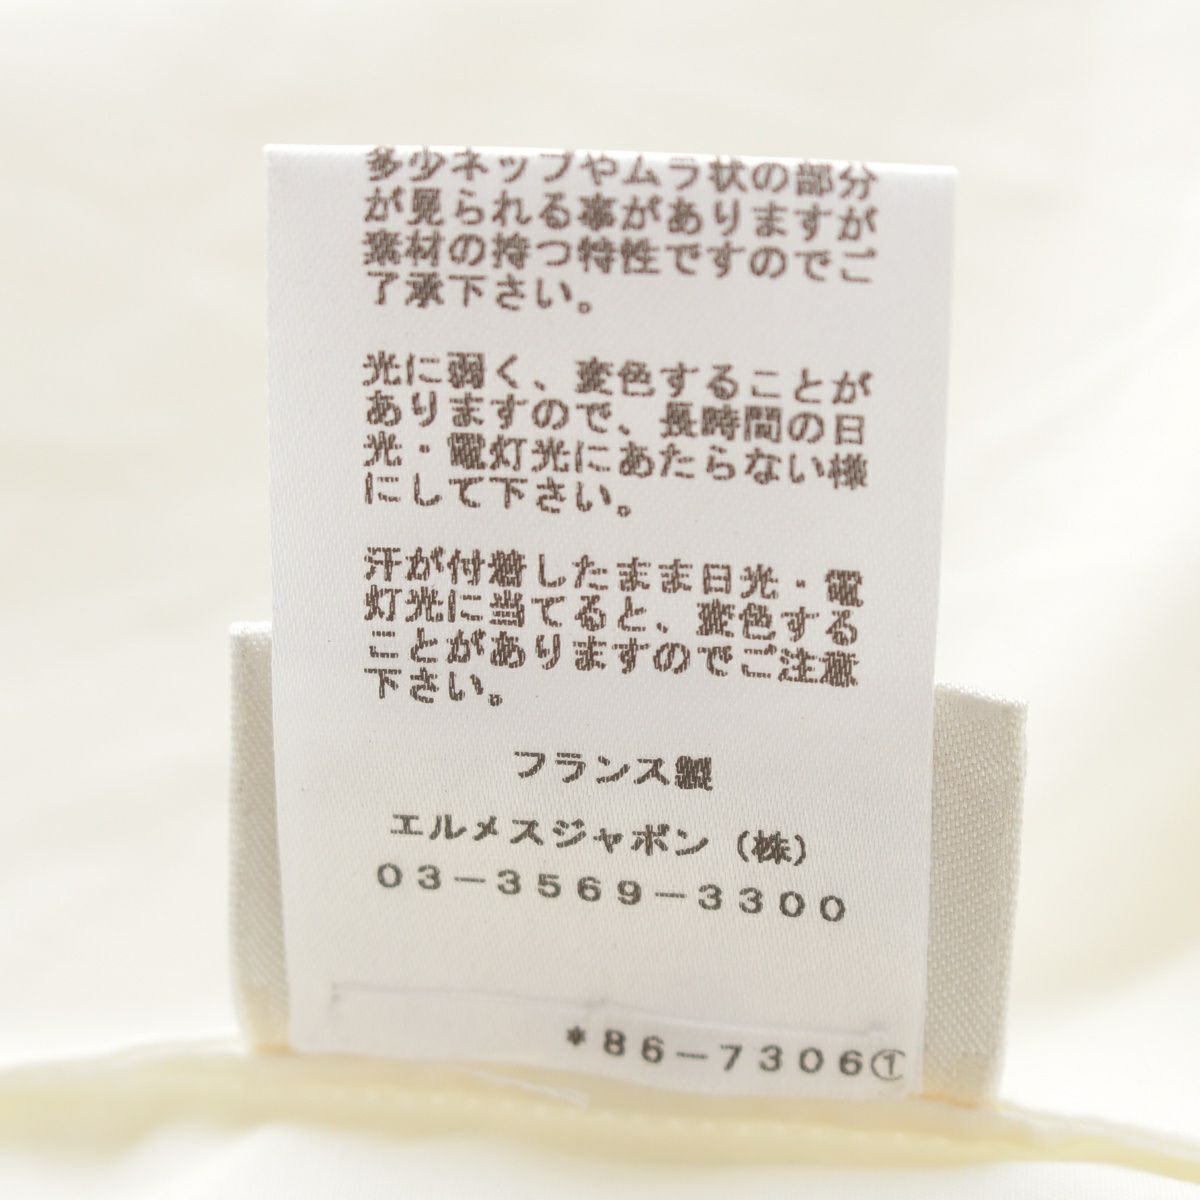 多少ネップやムラ状の部分
が見られる事がありますが
素材の持つ特性ですのでご
了承下さい。
光に弱く、変色することが
ありますので、長時間の日
光・電灯光にあたらない様
にして下さい。
汗が付着したまま日光・電
灯光に当てると、変色する
ことがありますのでご注意
下さい。
フランス製
エルメスジャポン（株）
03-3569-3300
*86-7306①